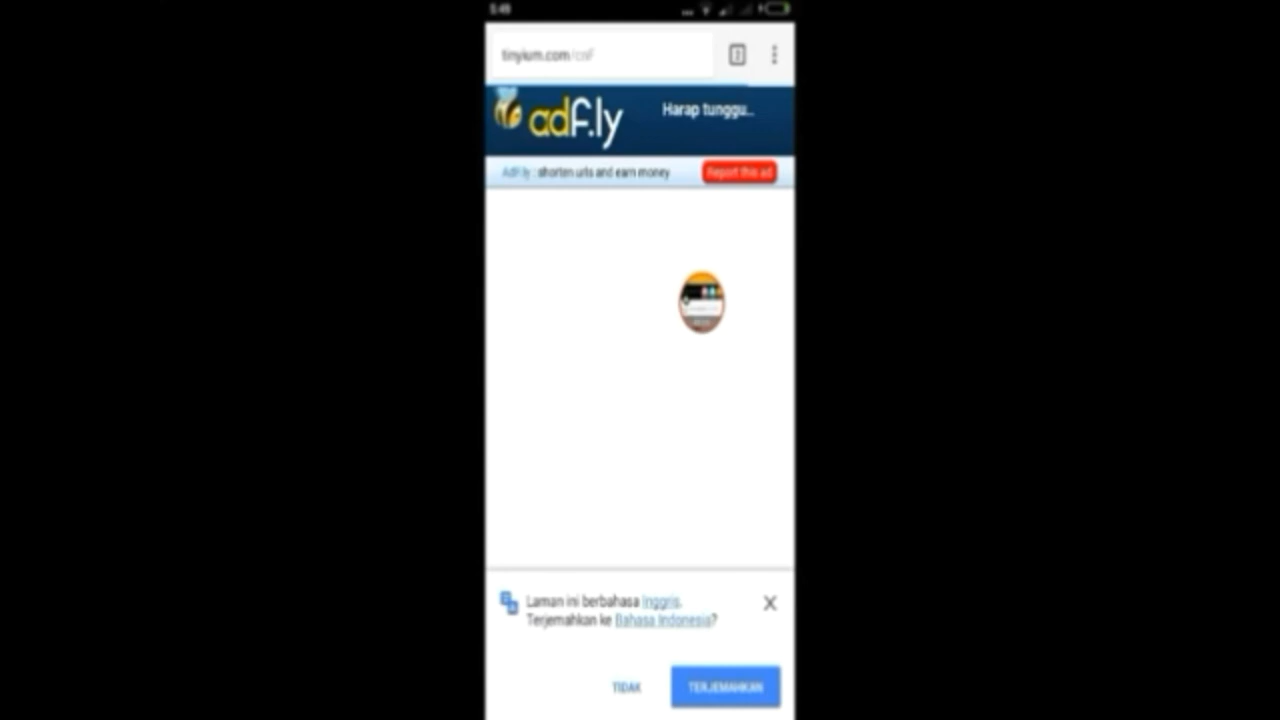 tinyium.com
adf.ly
Harap tunggu..
AdF.ly : shorten urls and earn money
Report this ad
Laman ini berbahasa Inggris.
Terjemahkan ke Bahasa Indonesia?
TIDAK
TERJEMAHKAN